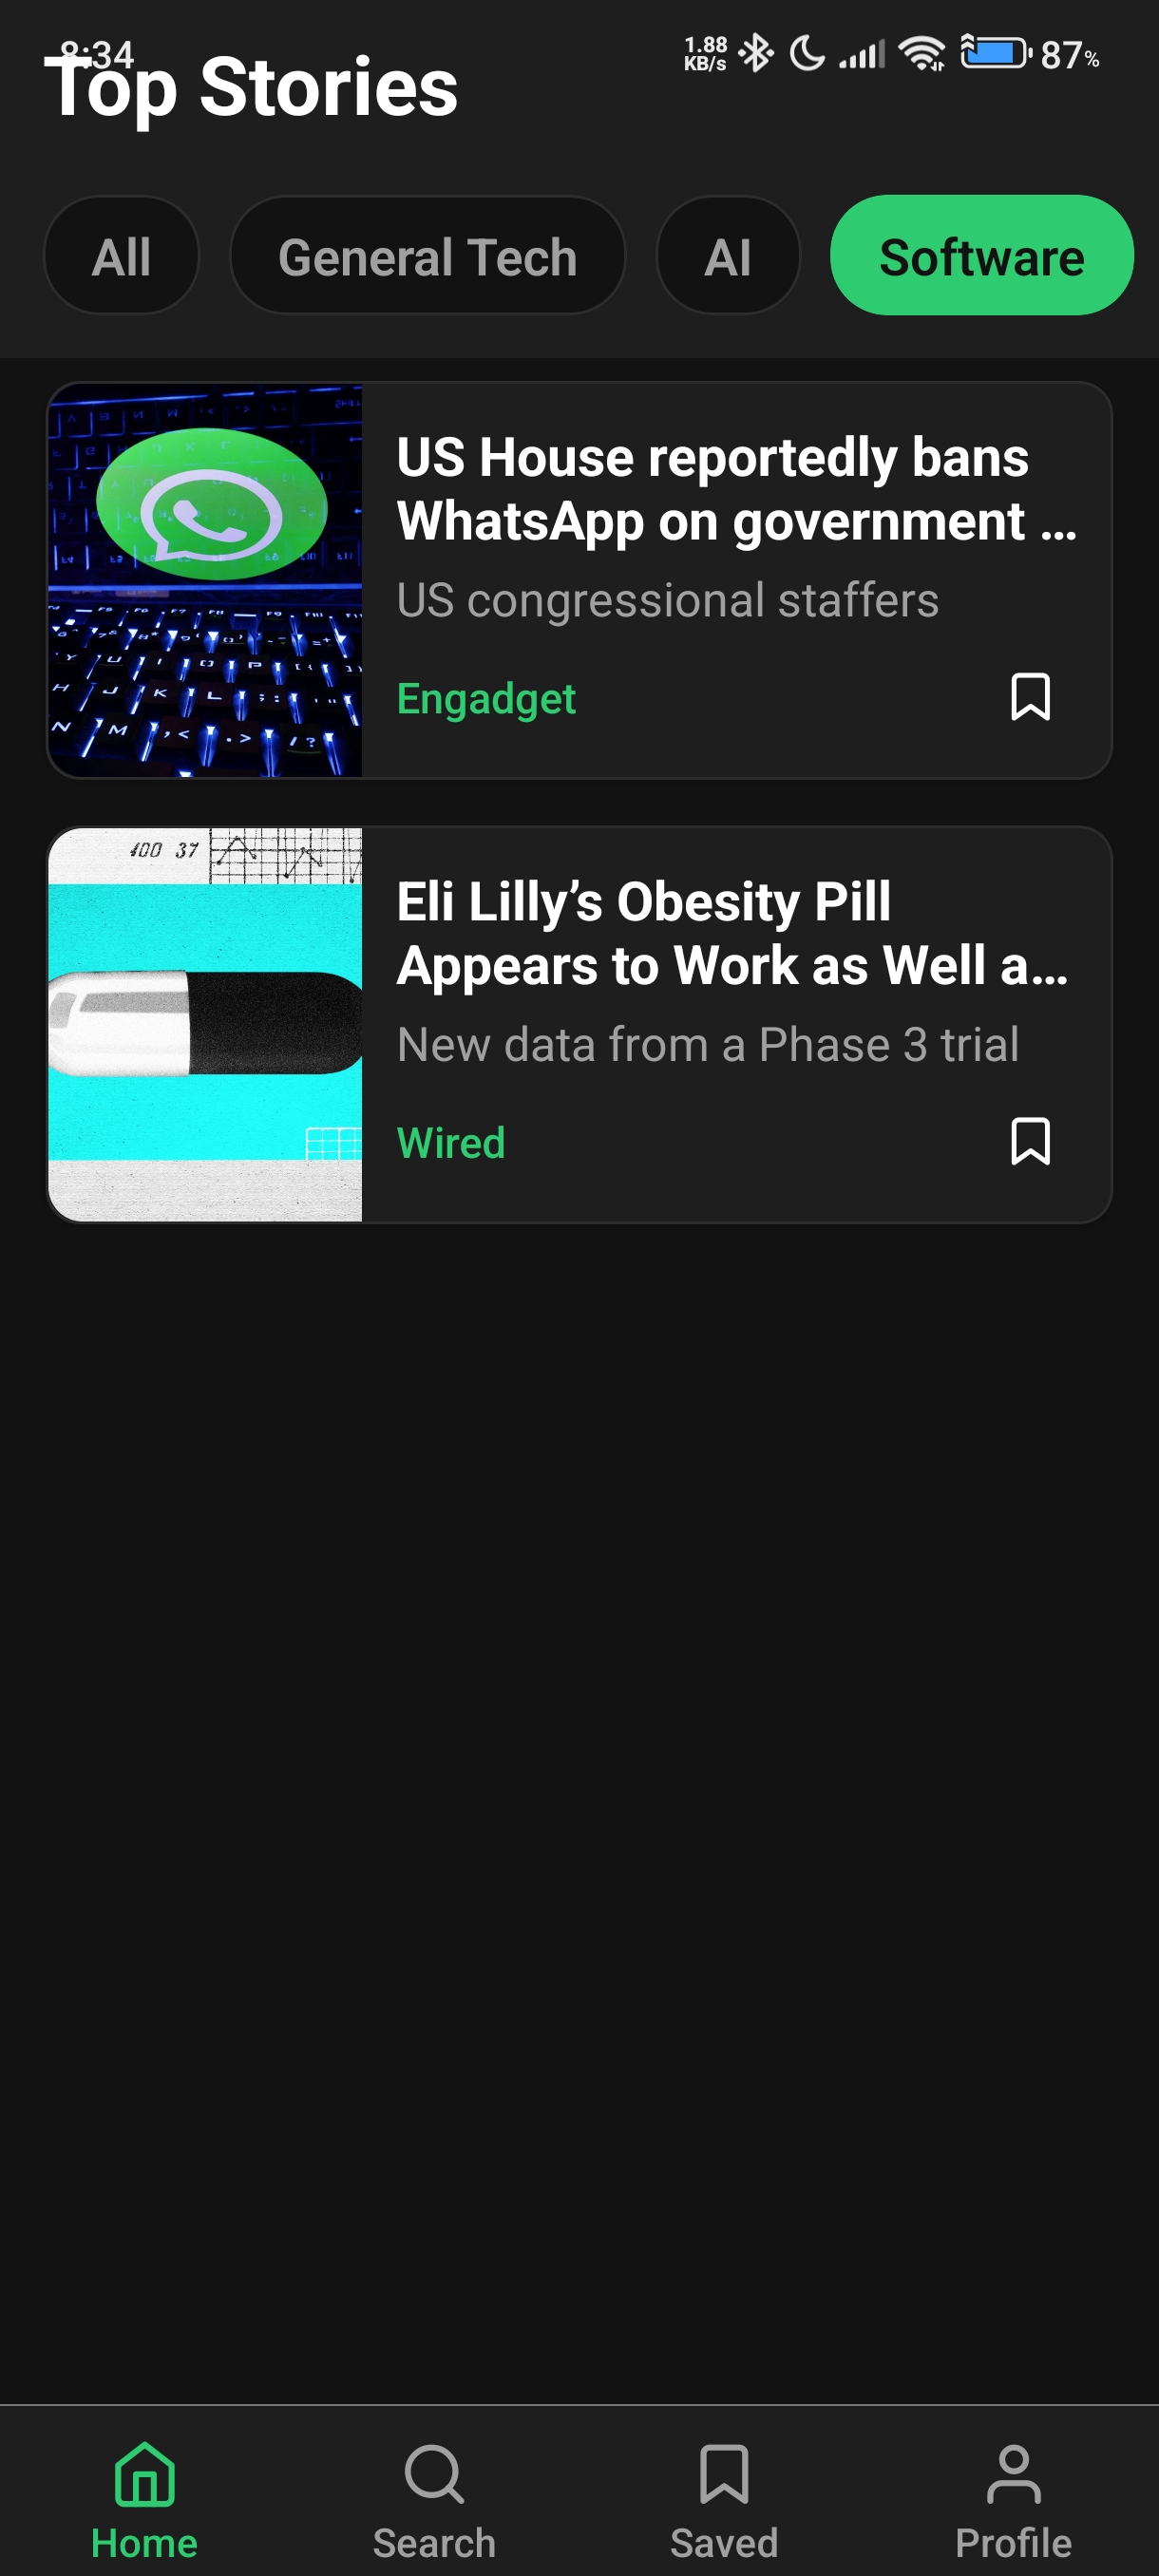 8:34
1.88
KB/s
87%
Top Stories
All
General Tech
AI
Software
US House reportedly bans
WhatsApp on government ...
US congressional staffers
Engadget
400 37
Eli Lilly’s Obesity Pill
Appears to Work as Well a...
New data from a Phase 3 trial
Wired
Home
Search
Saved
Profile